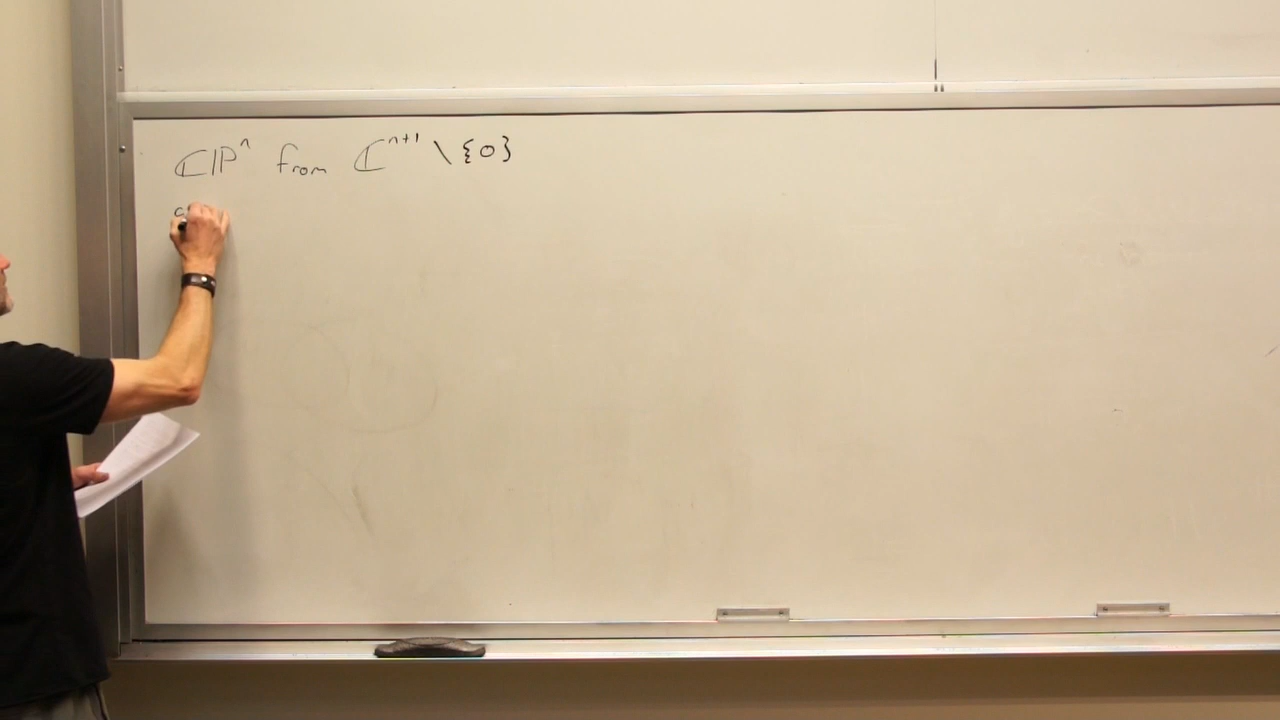 ℂℙⁿ from ℂⁿ⁺¹ \ {0}